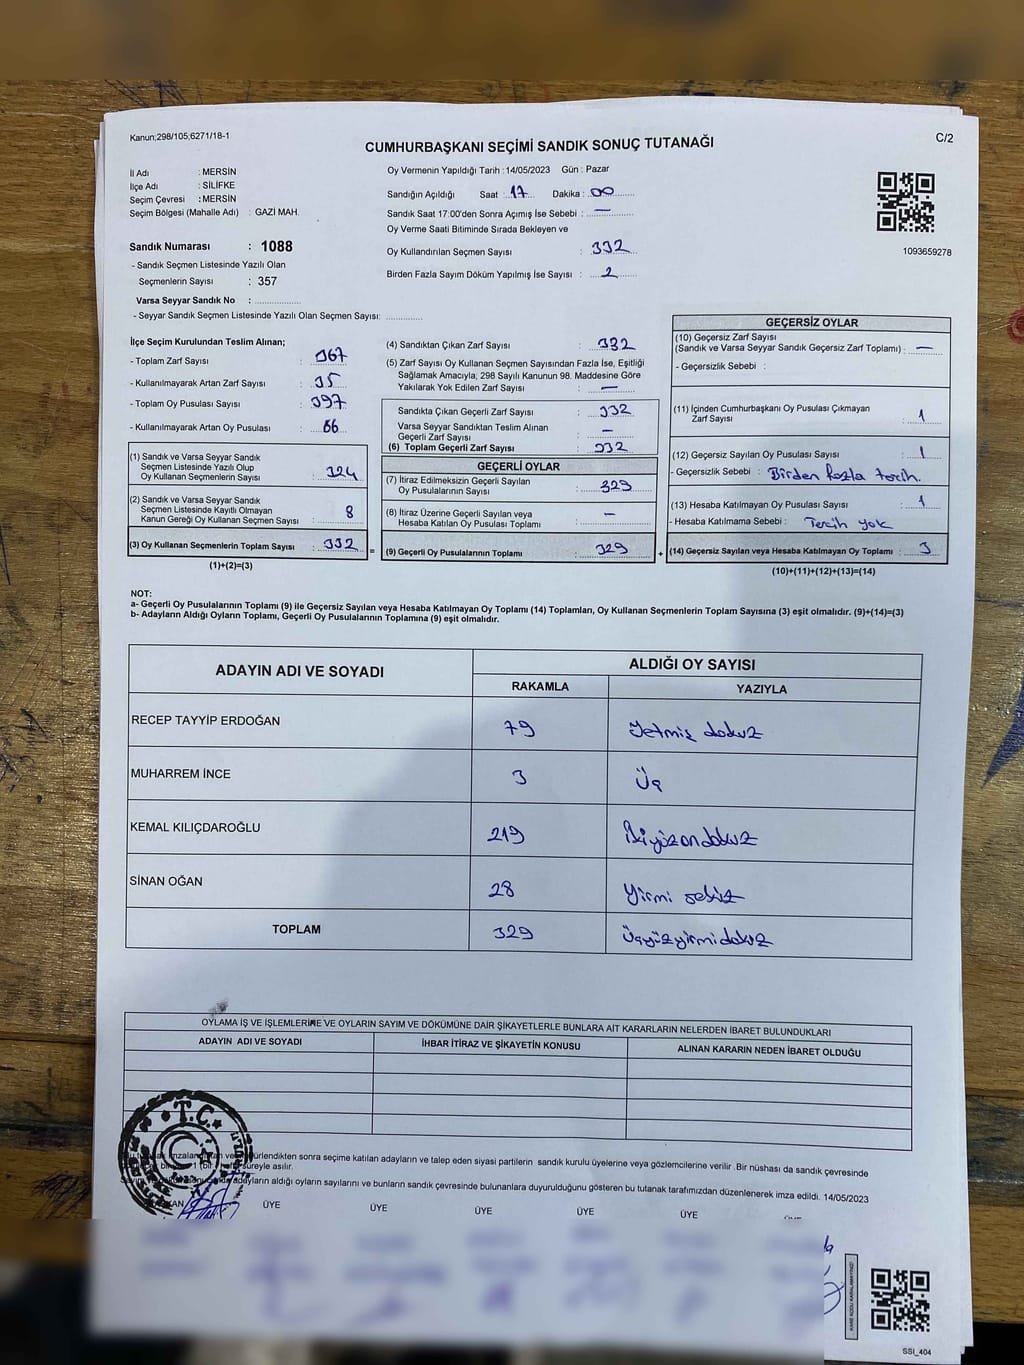 Kanun;298/105;6271/18-1
C/2
CUMHURBAŞKANI SEÇİMİ SANDIK SONUÇ TUTANAĞI
İl Adı : MERSİN
İlçe Adı : SİLİFKE
Seçim Çevresi : MERSİN
Seçim Bölgesi (Mahalle Adı) : GAZİ MAH.
Sandık Numarası : 1088
- Sandık Seçmen Listesinde Yazılı Olan
Seçmenlerin Sayısı : 357
Varsa Seyyar Sandık No : ................
- Seyyar Sandık Seçmen Listesinde Yazılı Olan Seçmen Sayısı: .............
Oy Vermenin Yapıldığı Tarih : 14/05/2023 Gün : Pazar
Sandığın Açıldığı Saat : 17 Dakika : 00
Sandık Saat 17:00'den Sonra Açımış İse Sebebi : —
Oy Verme Saati Bitiminde Sırada Bekleyen ve
Oy Kullandırılan Seçmen Sayısı : 332
Birden Fazla Sayım Döküm Yapılmış İse Sayısı : 2
1093659278
İlçe Seçim Kurulundan Teslim Alınan;
- Toplam Zarf Sayısı : 367
- Kullanılmayarak Artan Zarf Sayısı : 35
- Toplam Oy Pusulası Sayısı : 397
- Kullanılmayarak Artan Oy Pusulası : 66
(1) Sandık ve Varsa Seyyar Sandık
Seçmen Listesinde Yazılı Olup
Oy Kullanan Seçmenlerin Sayısı : 324
(2) Sandık ve Varsa Seyyar Sandık
Seçmen Listesinde Kayıtlı Olmayan
Kanun Gereği Oy Kullanan Seçmen Sayısı : 8
(3) Oy Kullanan Seçmenlerin Toplam Sayısı : 332
(1)+(2)=(3)
(4) Sandıktan Çıkan Zarf Sayısı : 332
(5) Zarf Sayısı Oy Kullanan Seçmen Sayısından Fazla İse, Eşitliği
Sağlamak Amacıyla; 298 Sayılı Kanunun 98. Maddesine Göre
Yakılarak Yok Edilen Zarf Sayısı : —
Sandıkta Çıkan Geçerli Zarf Sayısı : 332
Varsa Seyyar Sandıktan Teslim Alınan
Geçerli Zarf Sayısı : —
(6) Toplam Geçerli Zarf Sayısı : 332
GEÇERLİ OYLAR
(7) İtiraz Edilmeksizin Geçerli Sayılan
Oy Pusulalarının Sayısı : 329
(8) İtiraz Üzerine Geçerli Sayılan veya
Hesaba Katılan Oy Pusulası Toplamı : —
= (9) Geçerli Oy Pusulalarının Toplamı : 329
GEÇERSİZ OYLAR
(10) Geçersiz Zarf Sayısı
(Sandık ve Varsa Seyyar Sandık Geçersiz Zarf Toplamı) : —
- Geçersizlik Sebebi :
(11) İçinden Cumhurbaşkanı Oy Pusulası Çıkmayan
Zarf Sayısı : 1
(12) Geçersiz Sayılan Oy Pusulası Sayısı : 1
- Geçersizlik Sebebi : Birden fazla tercih.
(13) Hesaba Katılmayan Oy Pusulası Sayısı : 1
- Hesaba Katılmama Sebebi : Tercih yok
+ (14) Geçersiz Sayılan veya Hesaba Katılmayan Oy Toplamı : 3
(10)+(11)+(12)+(13)=(14)
NOT:
a- Geçerli Oy Pusulalarının Toplamı (9) ile Geçersiz Sayılan veya Hesaba Katılmayan Oy Toplamı (14) Toplamları, Oy Kullanan Seçmenlerin Toplam Sayısına (3) eşit olmalıdır. (9)+(14)=(3)
b- Adayların Aldığı Oyların Toplamı, Geçerli Oy Pusulalarının Toplamına (9) eşit olmalıdır.
ADAYIN ADI VE SOYADI
ALDIĞI OY SAYISI
RAKAMLA YAZIYLA
RECEP TAYYİP ERDOĞAN 79 Yetmiş dokuz
MUHARREM İNCE 3 Üç
KEMAL KILIÇDAROĞLU 219 İkiyüzondokuz
SİNAN OĞAN 28 Yirmi sekiz
TOPLAM 329 Üçyüzyirmidokuz
OYLAMA İŞ VE İŞLEMLERİNE VE OYLARIN SAYIM VE DÖKÜMÜNE DAİR ŞİKAYETLERLE BUNLARA AİT KARARLARIN NELERDEN İBARET BULUNDUKLARI
ADAYIN ADI VE SOYADI İHBAR İTİRAZ VE ŞİKAYETİN KONUSU ALINAN KARARIN NEDEN İBARET OLDUĞU
T.C.
sonra seçime katılan adayların ve talep eden siyasi partilerin sandık kurulu üyelerine veya gözlemcilerine verilir .Bir nüshası da sandık çevresinde
süreyle asılır.
adayların aldığı oyların sayılarını ve bunların sandık çevresinde bulunanlara duyurulduğunu gösteren bu tutanak tarafımızdan düzenlenerek imza edildi. 14/05/2023
ÜYE ÜYE ÜYE ÜYE ÜYE
KARE KODU KARALAMAYINIZ!
SSI_404